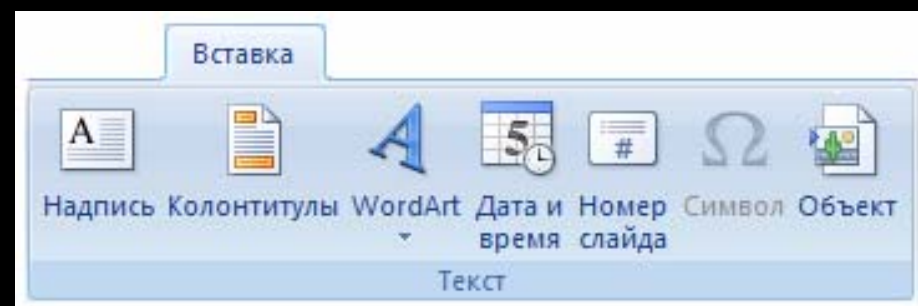 Вставка
Надпись Колонтитулы WordArt Дата и время Номер слайда Символ Объект
Текст